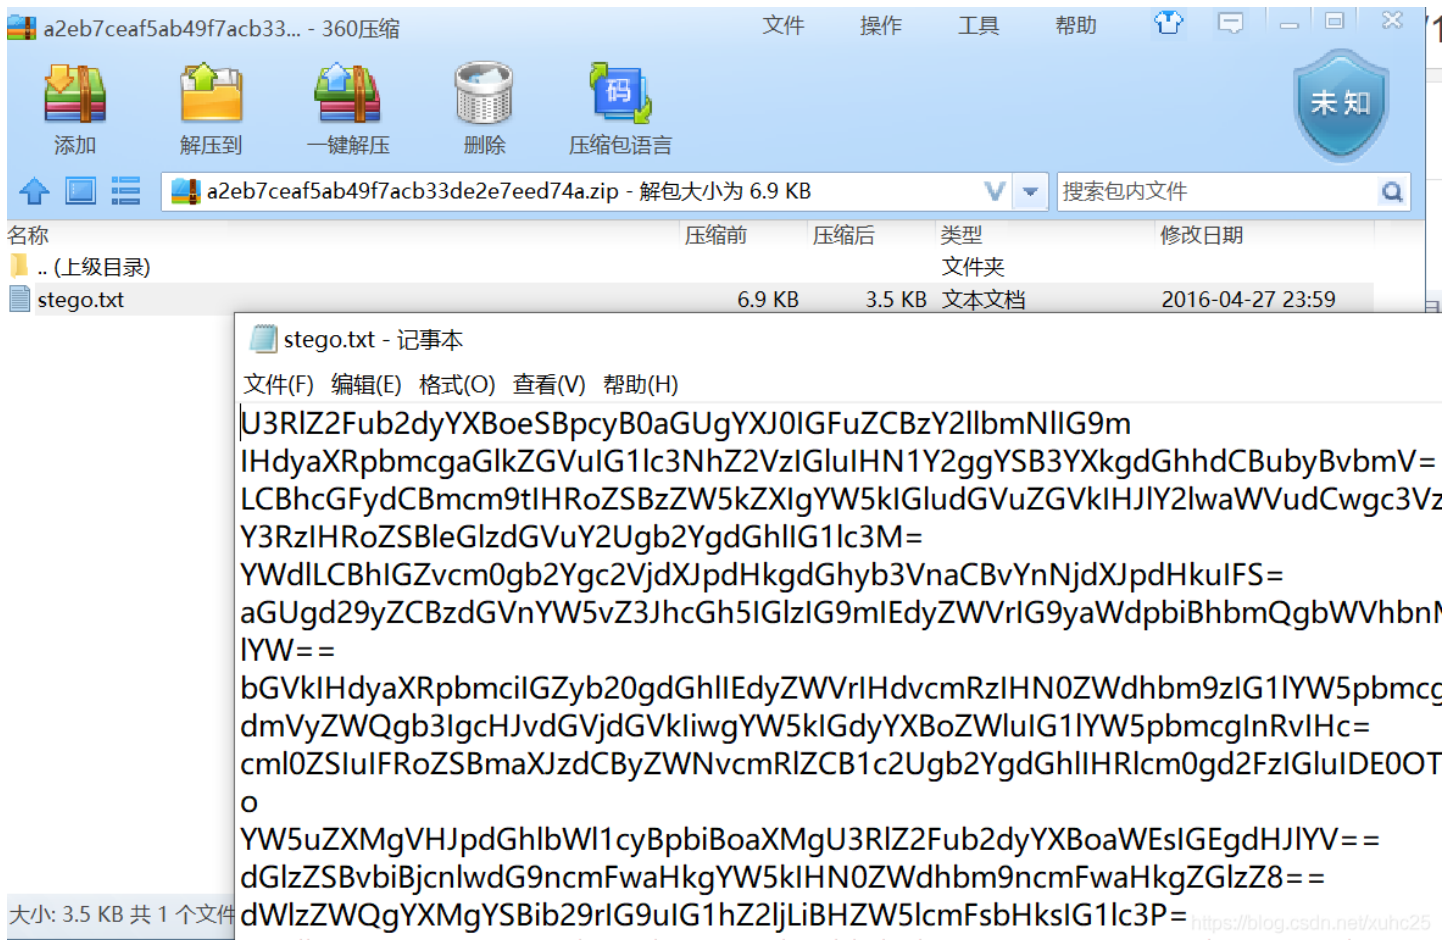 a2eb7ceaf5ab49f7acb33... - 360压缩 文件 操作 工具 帮助
未知
添加 解压到 一键解压 删除 压缩包语言
a2eb7ceaf5ab49f7acb33de2e7eed74a.zip - 解包大小为 6.9 KB 搜索包内文件
名称 压缩前 压缩后 类型 修改日期
.. (上级目录) 文件夹
stego.txt 6.9 KB 3.5 KB 文本文档 2016-04-27 23:59
stego.txt - 记事本
文件(F) 编辑(E) 格式(O) 查看(V) 帮助(H)
U3RlZ2Fub2dyYXBoeSBpcyB0aGUgYXJ0IGFuZCBzY2llbmNlIG9m
IHdyaXRpbmcgaGlkZGVuIG1lc3NhZ2VzIGluIHN1Y2ggYSB3YXkgdGhhdCBubyBvbmV=
LCBhcGFydCBmcm9tIHRoZSBzZW5kZXIgYW5kIGludGVuZGVkIHJlY2lwaWVudCwgc3Vz
Y3RzIHRoZSBleGlzdGVuY2Ugb2YgdGhlIG1lc3M=
YWdlLCBhIGZvcm0gb2Ygc2VjdXJpdHkgdGhyb3VnaCBvYnNjdXJpdHkuIFS=
aGUgd29yZCBzdGVnYW5vZ3JhcGh5IGlzIG9mIEdyZWVrIG9yaWdpbiBhbmQgbWVhbnM
lYW==
bGVkIHdyaXRpbmciIGZyb20gdGhlIEdyZWVrIHdvcmRzIHN0ZWdhbm9zIG1lYW5pbmcg
dmVyZWQgb3IgcHJvdGVjdGVkIiwgYW5kIGdyYXBoZWluIG1lYW5pbmcgInRvIHc=
cml0ZSIuIFRoZSBmaXJzdCByZWNvcmRlZCB1c2Ugb2YgdGhlIHRlcm0gd2FzIGluIDE0OT
o
YW5uZXMgVHJpdGhlbWl1cyBpbiBoaXMgU3RlZ2Fub2dyYXBoaWEsIGEgdHJlYV==
dGlzZSBvbiBjcnlwdG9ncmFwaHkgYW5kIHN0ZWdhbm9ncmFwaHkgZGlzZ8==
大小: 3.5 KB 共 1 个文件 dWlzZWQgYXMgYSBib29rIG9uIG1hZ2ljLiBHZW5lcmFsbHksIG1lc3P=
https://blog.csdn.net/xuhc25